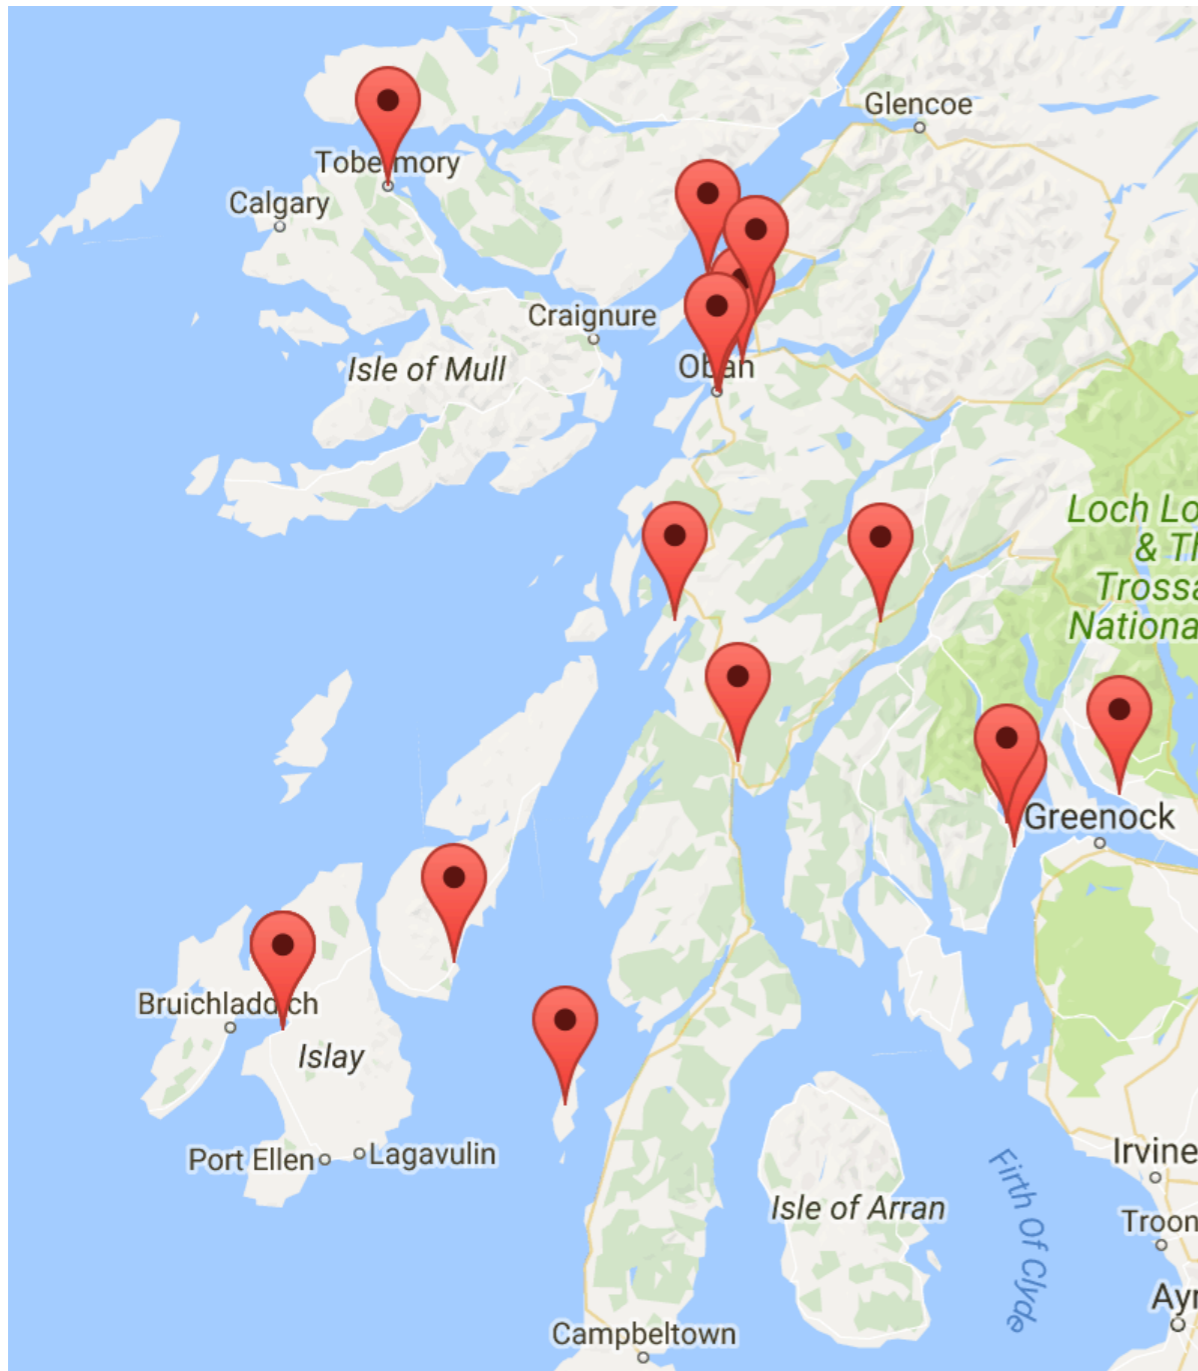 Glencoe
Tobermory
Calgary
Craignure
Isle of Mull
Oban
Loch Lo
& Th
Trossa
Nationa
Greenock
Bruichladdich
Islay
Port Ellen
Lagavulin
Irvine
Isle of Arran
Troon
Firth Of Clyde
Ayr
Campbeltown